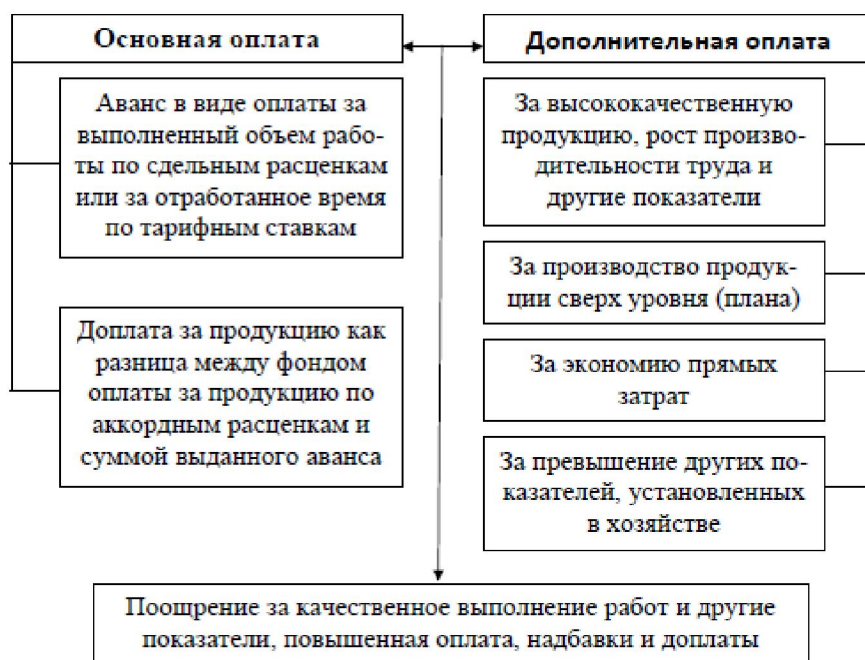 Основная оплата
Дополнительная оплата
Аванс в виде оплаты за
выполненный объем рабо-
ты по сдельным расценкам
или за отработанное время
по тарифным ставкам
Доплата за продукцию как
разница между фондом
оплаты за продукцию по
аккордным расценкам и
суммой выданного аванса
За высококачественную
продукцию, рост произво-
дительности труда и
другие показатели
За производство продук-
ции сверх уровня (плана)
За экономию прямых
затрат
За превышение других по-
казателей, установленных
в хозяйстве
Поощрение за качественное выполнение работ и другие
показатели, повышенная оплата, надбавки и доплаты